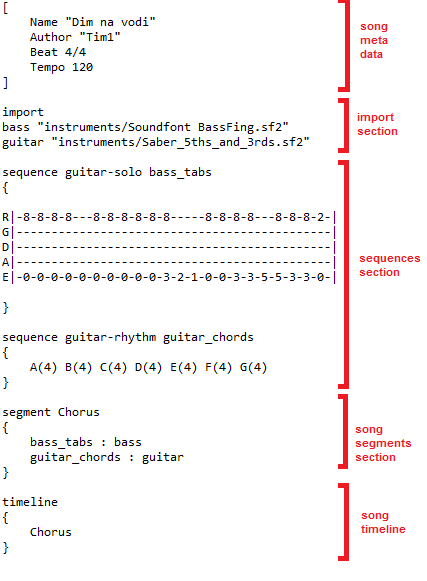 [
Name "Dim na vodi"
Author "Tim1"
Beat 4/4
Tempo 120
]
song
meta
data
import
bass "instruments/Soundfont BassFing.sf2"
guitar "instruments/Saber_5ths_and_3rds.sf2"
import
section
sequence guitar-solo bass_tabs
{
R|-8-8-8-8---8-8-8-8-8-8-----8-8-8-8---8-8-8-2-|
G|---------------------------------------------|
D|---------------------------------------------|
A|---------------------------------------------|
E|-0-0-0-0-0-0-0-0-0-0-3-2-1-0-0-3-3-5-5-3-3-0-|
}
sequence guitar-rhythm guitar_chords
{
A(4) B(4) C(4) D(4) E(4) F(4) G(4)
}
sequences
section
segment Chorus
{
bass_tabs : bass
guitar_chords : guitar
}
song
segments
section
timeline
{
Chorus
}
song
timeline